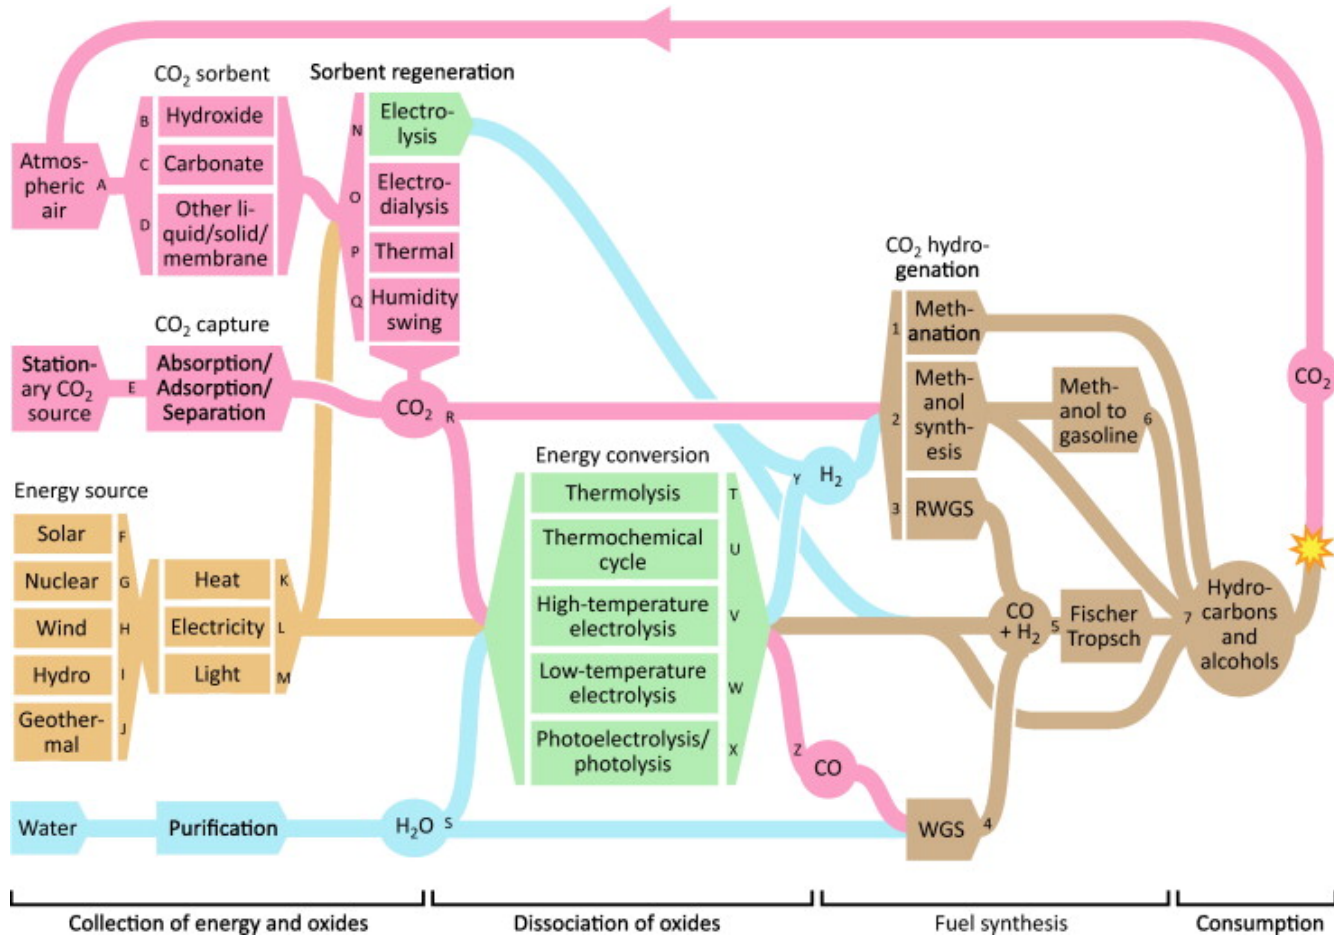 CO₂ sorbent
Sorbent regeneration
Atmos-
pheric
air
A
B
Hydroxide
C
Carbonate
D
Other li-
quid/solid/
membrane
N
Electro-
lysis
O
Electro-
dialysis
P
Thermal
Q
Humidity
swing
CO₂ capture
Station-
ary CO₂
source
E
Absorption/
Adsorption/
Separation
CO₂
R
Energy source
Solar
F
Nuclear
G
Wind
H
Hydro
I
Geother-
mal
J
Heat
K
Electricity
L
Light
M
Water
Purification
H₂O
S
Energy conversion
Thermolysis
T
Thermochemical
cycle
U
High-temperature
electrolysis
V
Low-temperature
electrolysis
W
Photoelectrolysis/
photolysis
X
Y
H₂
Z
CO
CO₂ hydro-
genation
1
Meth-
anation
2
Meth-
anol
synth-
esis
3
RWGS
Meth-
anol to
gasoline
6
CO
+ H₂
5
Fischer
Tropsch
WGS
4
7
Hydro-
carbons
and
alcohols
CO₂
Collection of energy and oxides
Dissociation of oxides
Fuel synthesis
Consumption